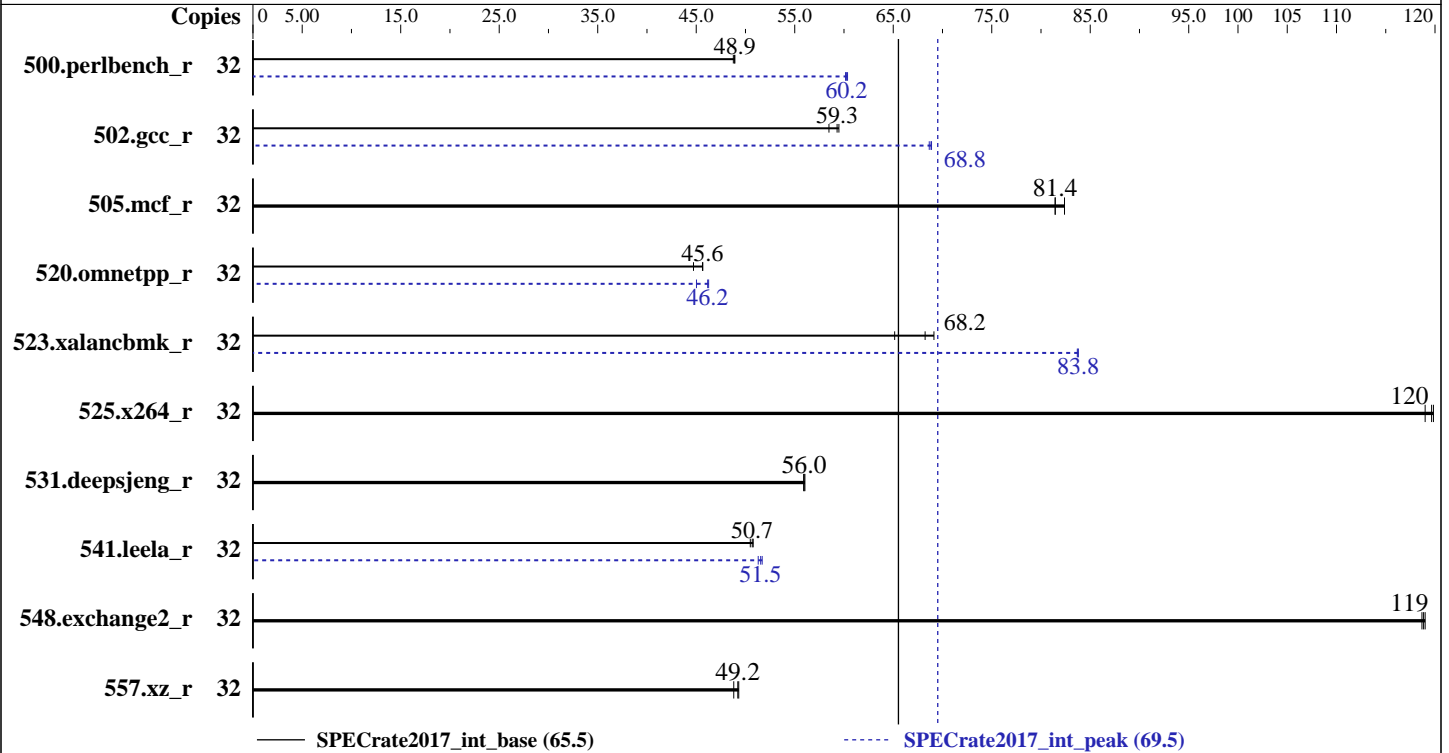 Copies 0 5.00 15.0 25.0 35.0 45.0 55.0 65.0 75.0 85.0 95.0 100 105 110 120
48.9
500.perlbench_r 32
60.2
59.3
502.gcc_r 32
68.8
81.4
505.mcf_r 32
45.6
520.omnetpp_r 32
46.2
68.2
523.xalancbmk_r 32
83.8
120
525.x264_r 32
56.0
531.deepsjeng_r 32
50.7
541.leela_r 32
51.5
119
548.exchange2_r 32
49.2
557.xz_r 32
SPECrate2017_int_base (65.5) SPECrate2017_int_peak (69.5)